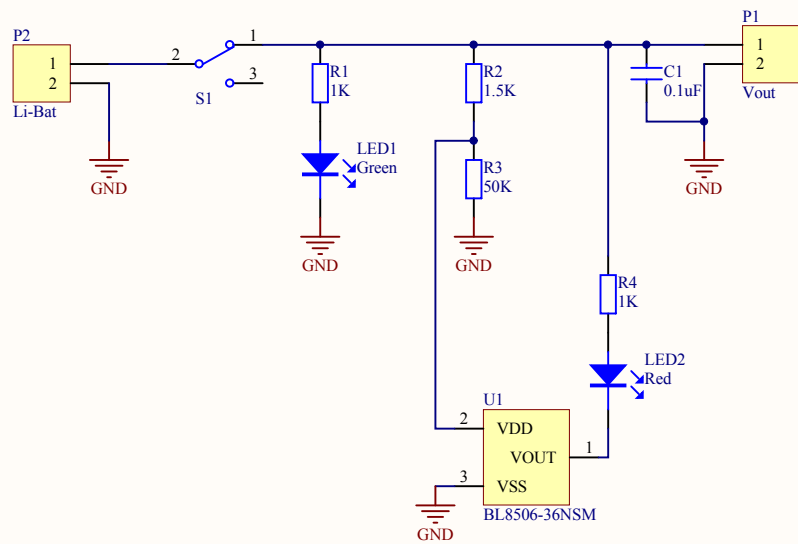 P2
1
2
Li-Bat
GND
2
1
3
S1
R1
1K
LED1
Green
GND
R2
1.5K
R3
50K
GND
C1
0.1uF
P1
1
2
Vout
GND
R4
1K
LED2
Red
U1
2
VDD
VOUT
1
3
VSS
BL8506-36NSM
GND